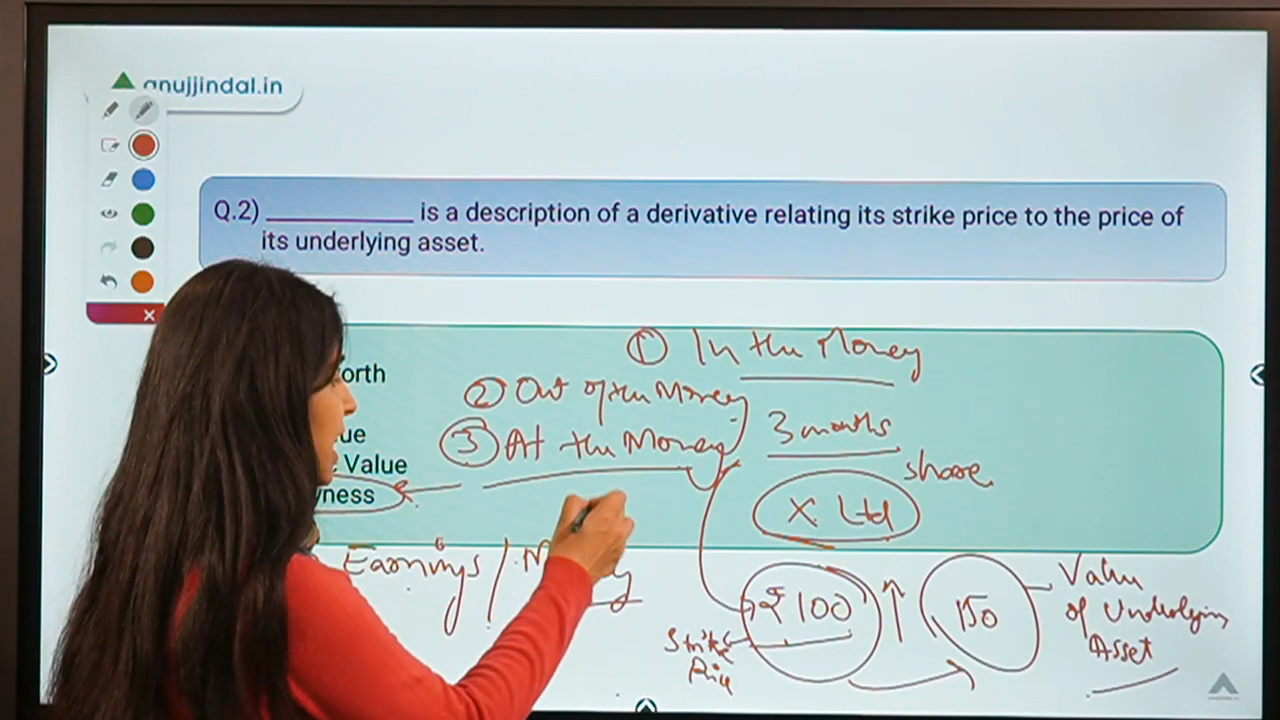 anujjindal.in
Q.2) __________ is a description of a derivative relating its strike price to the price of
its underlying asset.
① In the Money
orth
② Out of the Money
ue
③ At the Money
3 months
Value
share
ness
X Ltd
Earnings /
₹100
150
Value
of Underlying
Asset
Strike
Price